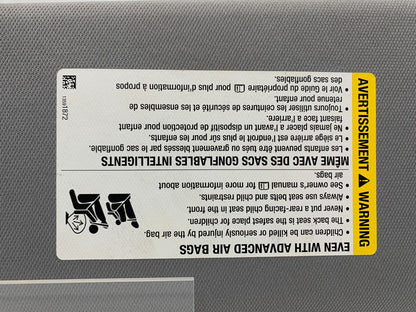 AVERTISSEMENT ⚠ WARNING
EVEN WITH ADVANCED AIR BAGS
• Children can be killed or seriously injured by the air bag.
• The back seat is the safest place for children.
• Never put a rear-facing child seat in the front.
• Always use seat belts and child restraints.
• See owner's manual for more information about
air bags.
MÊME AVEC DES SACS GONFLABLES INTELLIGENTS
• Les enfants peuvent être tués ou gravement blessés par le sac gonflable.
• Le siège arrière est l'endroit le plus sûr pour les enfants.
• Ne jamais placer à l'avant un dispositif de protection pour enfant
faisant face à l'arrière.
• Toujours utiliser les ceintures de sécurité et les ensembles de
retenue pour enfant.
• Voir le Guide du propriétaire pour plus d'information à propos
des sacs gonflables.